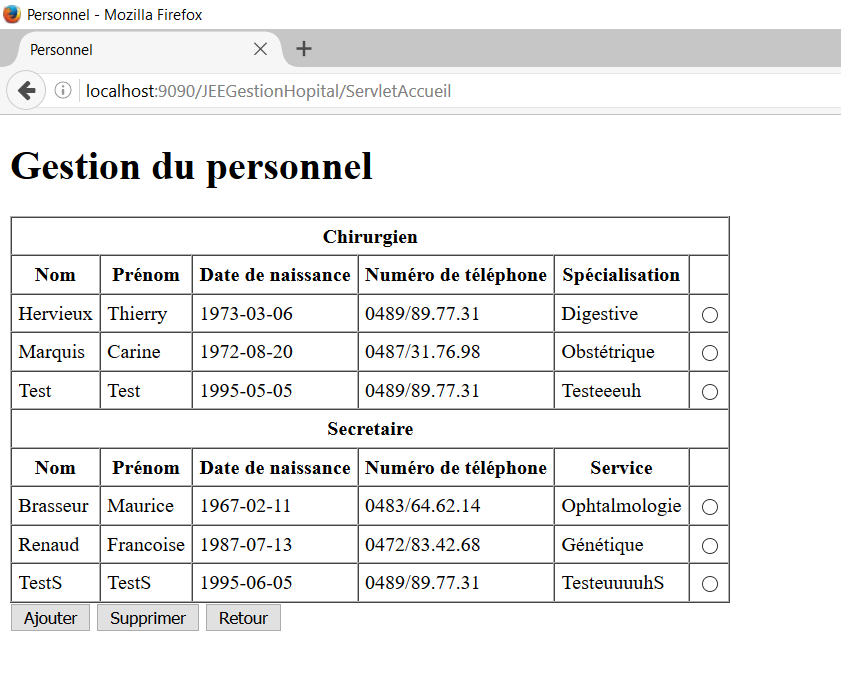 Personnel - Mozilla Firefox
Personnel
localhost:9090/JEEGestionHopital/ServletAccueil
Gestion du personnel
Chirurgien
Nom Prénom Date de naissance Numéro de téléphone Spécialisation
Hervieux Thierry 1973-03-06 0489/89.77.31 Digestive
Marquis Carine 1972-08-20 0487/31.76.98 Obstétrique
Test Test 1995-05-05 0489/89.77.31 Testeeeuh
Secretaire
Nom Prénom Date de naissance Numéro de téléphone Service
Brasseur Maurice 1967-02-11 0483/64.62.14 Ophtalmologie
Renaud Francoise 1987-07-13 0472/83.42.68 Génétique
TestS TestS 1995-06-05 0489/89.77.31 TesteuuuuhS
Ajouter Supprimer Retour